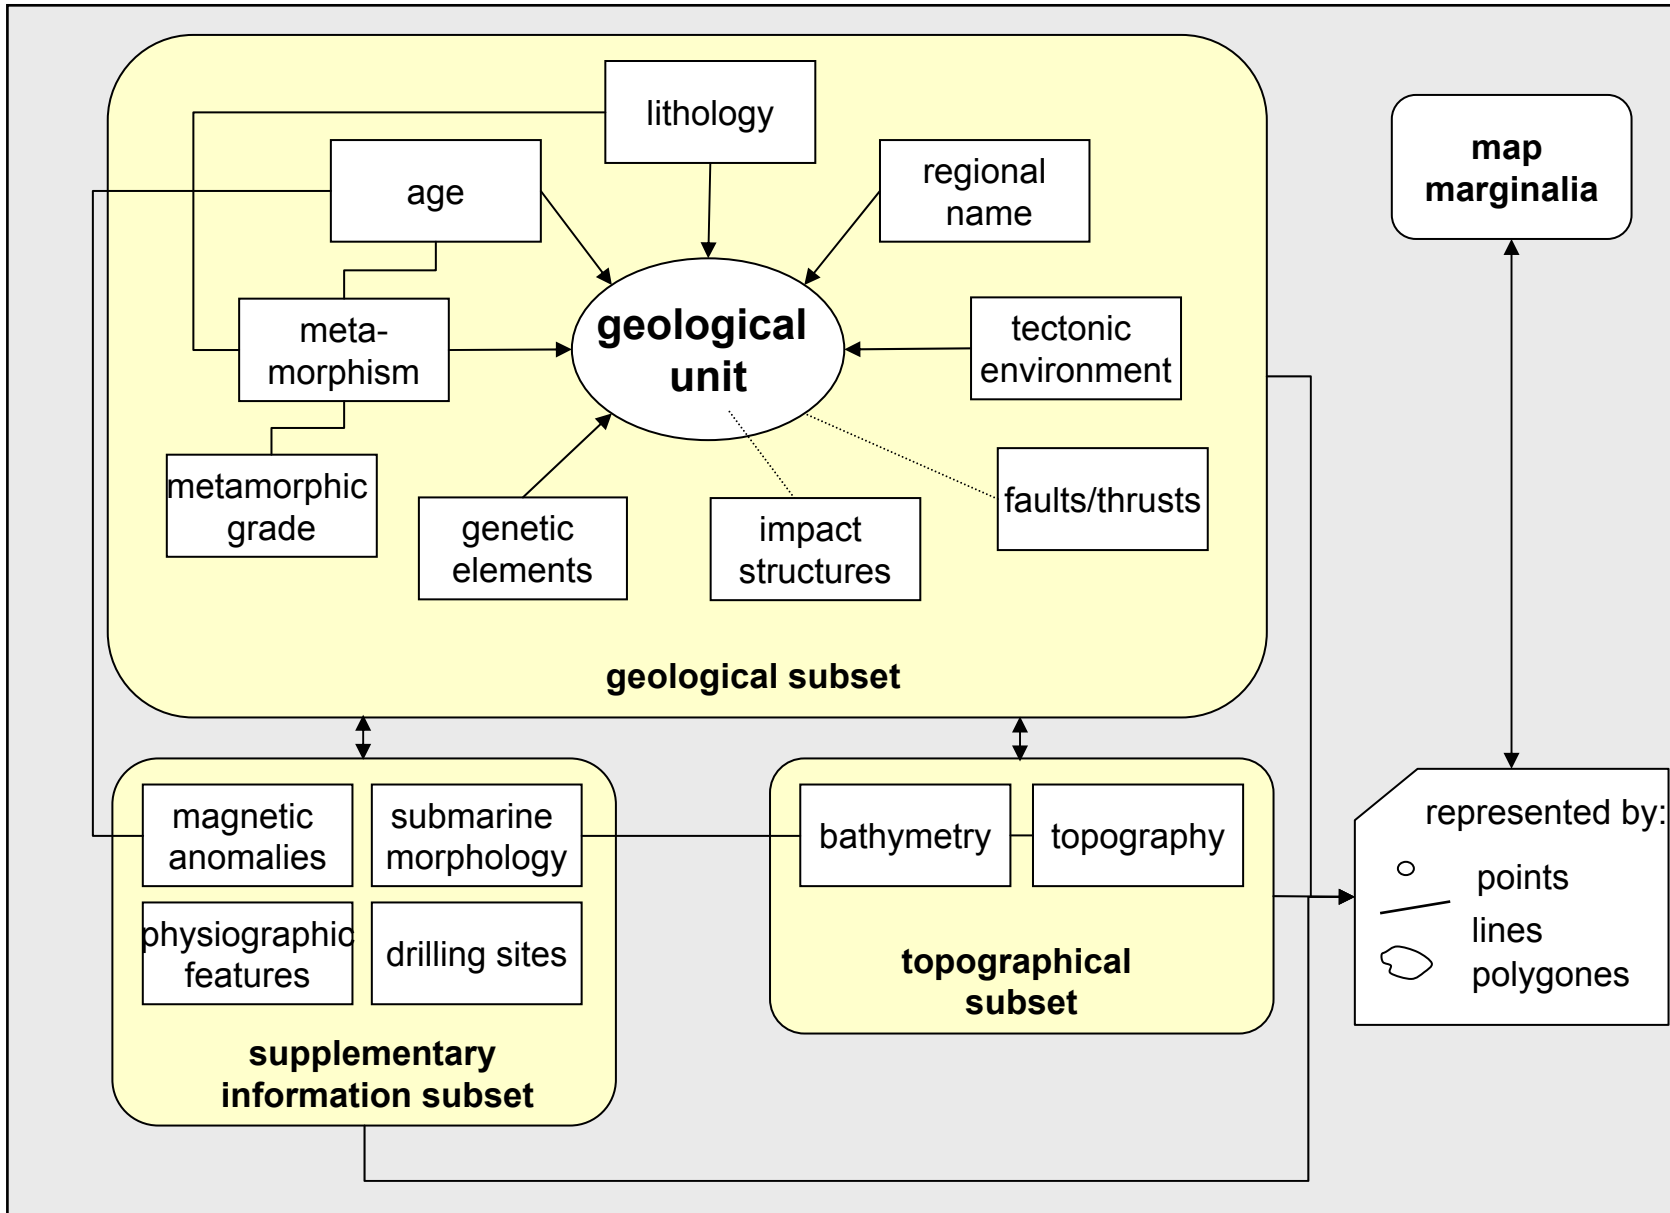 lithology
age
regional
name
map
marginalia
meta-
morphism
geological
unit
tectonic
environment
metamorphic
grade
genetic
elements
impact
structures
faults/thrusts
geological subset
magnetic
anomalies
submarine
morphology
physiographic
features
drilling sites
supplementary
information subset
bathymetry
topography
topographical
subset
represented by:
points
lines
polygones